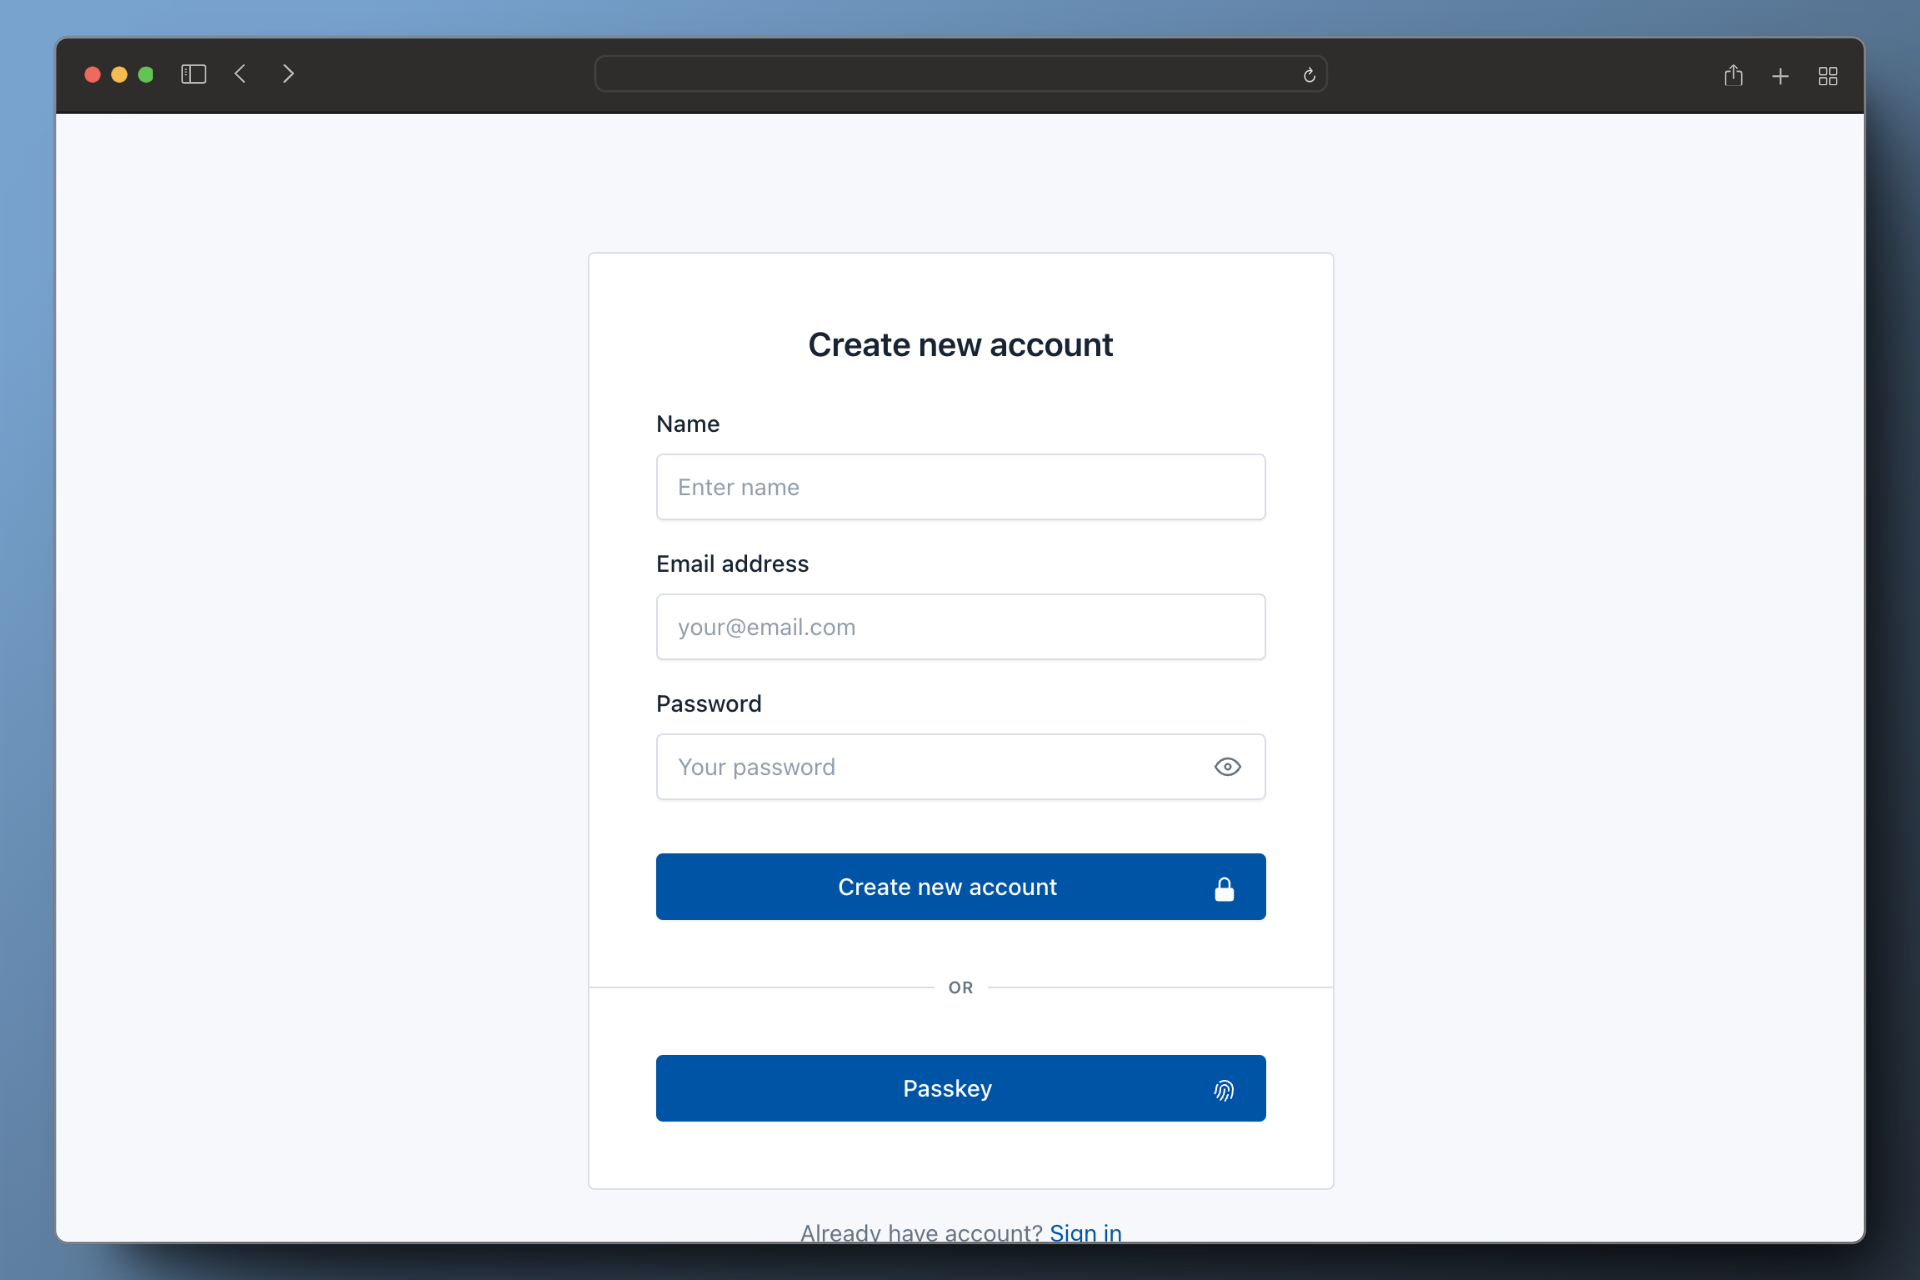 Create new account
Name
Enter name
Email address
your@email.com
Password
Your password
Create new account
OR
Passkey
Already have account? Sign in